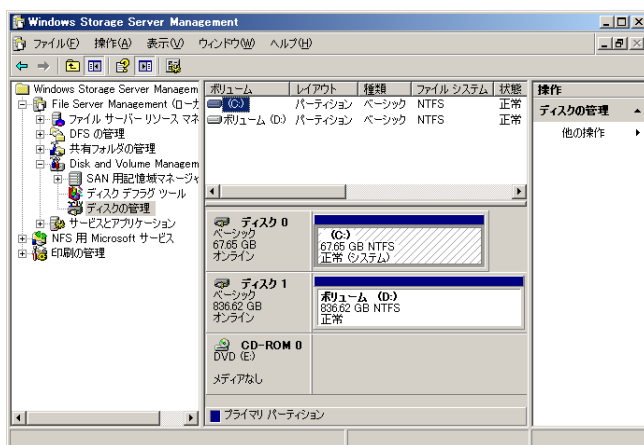 Windows Storage Server Management
ファイル(F) 操作(A) 表示(V) ウィンドウ(W) ヘルプ(H)
Windows Storage Server Managem
File Server Management (ローカ
ファイル サーバー リソース マネ
DFS の管理
共有フォルダの管理
Disk and Volume Managem
SAN 用記憶域マネージャ
ディスク デフラグ ツール
ディスクの管理
サービスとアプリケーション
NFS 用 Microsoft サービス
印刷の管理
ボリューム レイアウト 種類 ファイル システム 状態
(C:) パーティション ベーシック NTFS 正常
ボリューム (D:) パーティション ベーシック NTFS 正常
ディスク 0
ベーシック
67.65 GB
オンライン
(C:)
67.65 GB NTFS
正常 (システム)
ディスク 1
ベーシック
836.62 GB
オンライン
ボリューム (D:)
836.62 GB NTFS
正常
CD-ROM 0
DVD (E:)
メディアなし
プライマリ パーティション
操作
ディスクの管理
他の操作